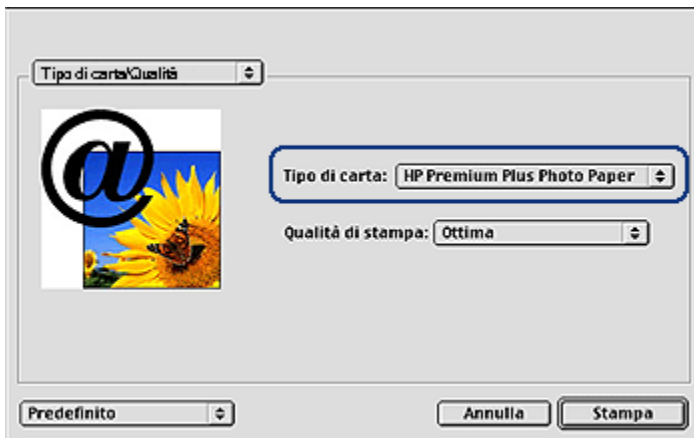 Tipo di carta/Qualità
@
Tipo di carta: HP Premium Plus Photo Paper
Qualità di stampa: Ottima
Predefinito Annulla Stampa